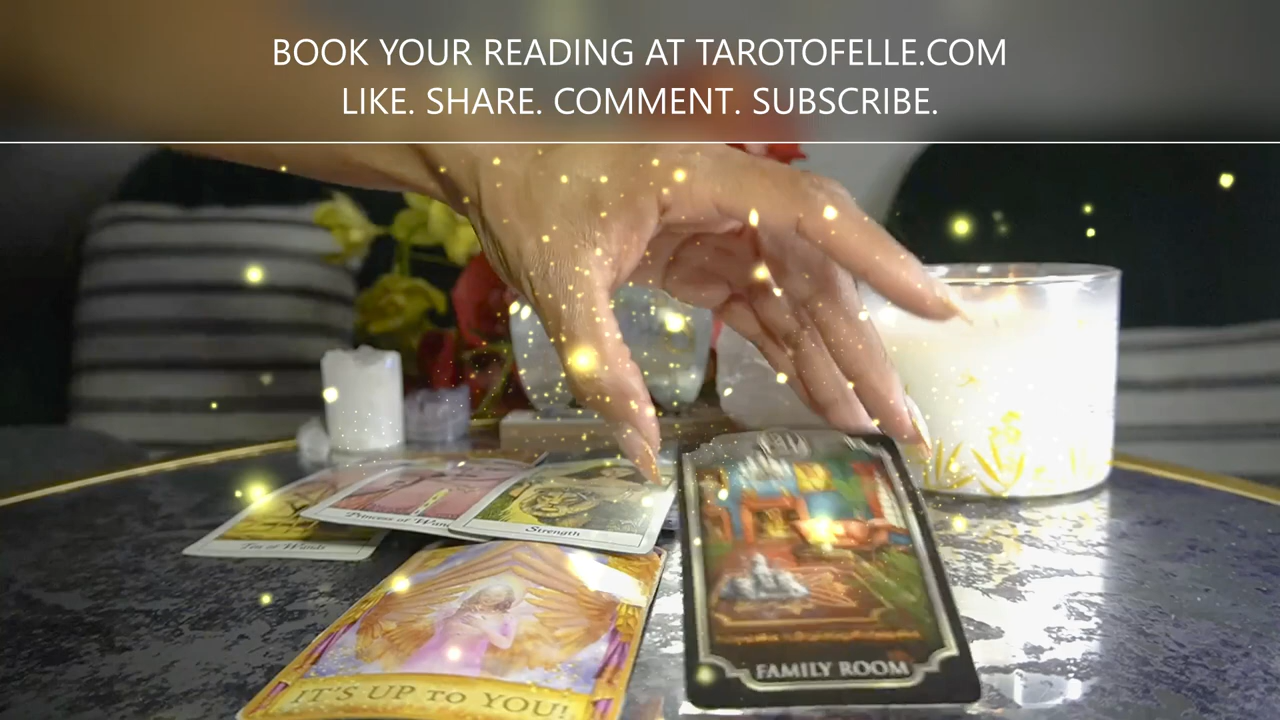 BOOK YOUR READING AT TAROTOFELLE.COM
LIKE. SHARE. COMMENT. SUBSCRIBE.
Ten of Wands
Princess of Wands
Strength
IT'S UP to YOU!
FAMILY ROOM